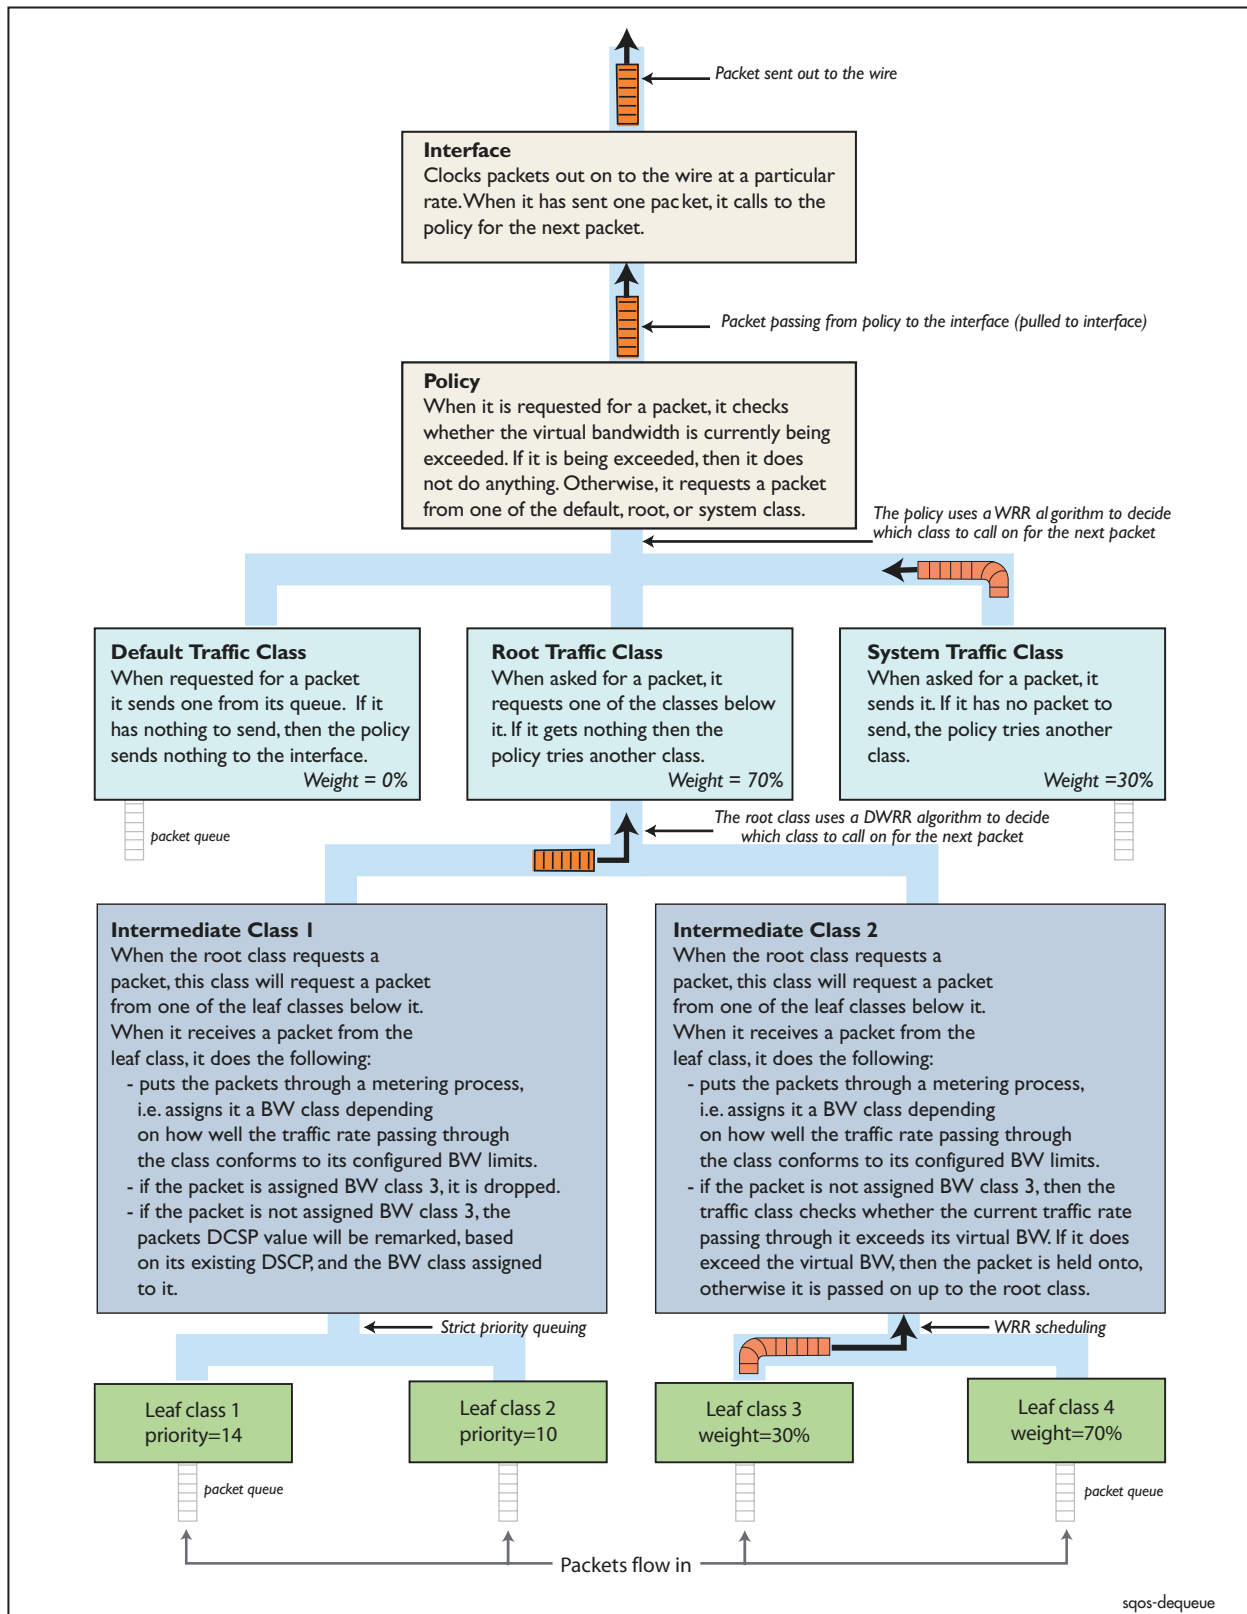 Packet sent out to the wire
Interface
Clocks packets out on to the wire at a particular
rate. When it has sent one packet, it calls to the
policy for the next packet.
Packet passing from policy to the interface (pulled to interface)
Policy
When it is requested for a packet, it checks
whether the virtual bandwidth is currently being
exceeded. If it is being exceeded, then it does
not do anything. Otherwise, it requests a packet
from one of the default, root, or system class.
The policy uses a WRR al gorithm to decide
which class to call on for the next packet
Default Traffic Class
When requested for a packet
it sends one from its queue. If it
has nothing to send, then the policy
sends nothing to the interface.
Weight = 0%
Root Traffic Class
When asked for a packet, it
requests one of the classes below
it. If it gets nothing then the
policy tries another class.
Weight = 70%
System Traffic Class
When asked for a packet, it
sends it. If it has no packet to
send, the policy tries another
class.
Weight =30%
packet queue
The root class uses a DWRR algorithm to decide
which class to call on for the next packet
Intermediate Class 1
When the root class requests a
packet, this class will request a packet
from one of the leaf classes below it.
When it receives a packet from the
leaf class, it does the following:
- puts the packets through a metering process,
i.e. assigns it a BW class depending
on how well the traffic rate passing through
the class conforms to its configured BW limits.
- if the packet is assigned BW class 3, it is dropped.
- if the packet is not assigned BW class 3, the
packets DCSP value will be remarked, based
on its existing DSCP, and the BW class assigned
to it.
Intermediate Class 2
When the root class requests a
packet, this class will request a packet
from one of the leaf classes below it.
When it receives a packet from the
leaf class, it does the following:
- puts the packets through a metering process,
i.e. assigns it a BW class depending
on how well the traffic rate passing through
the class conforms to its configured BW limits.
- if the packet is not assigned BW class 3, then the
traffic class checks whether the current traffic rate
passing through it exceeds its virtual BW. If it does
exceed the virtual BW, then the packet is held onto,
otherwise it is passed on up to the root class.
Strict priority queuing
WRR scheduling
Leaf class 1
priority=14
Leaf class 2
priority=10
Leaf class 3
weight=30%
Leaf class 4
weight=70%
packet queue
packet queue
Packets flow in
sqos-dequeue